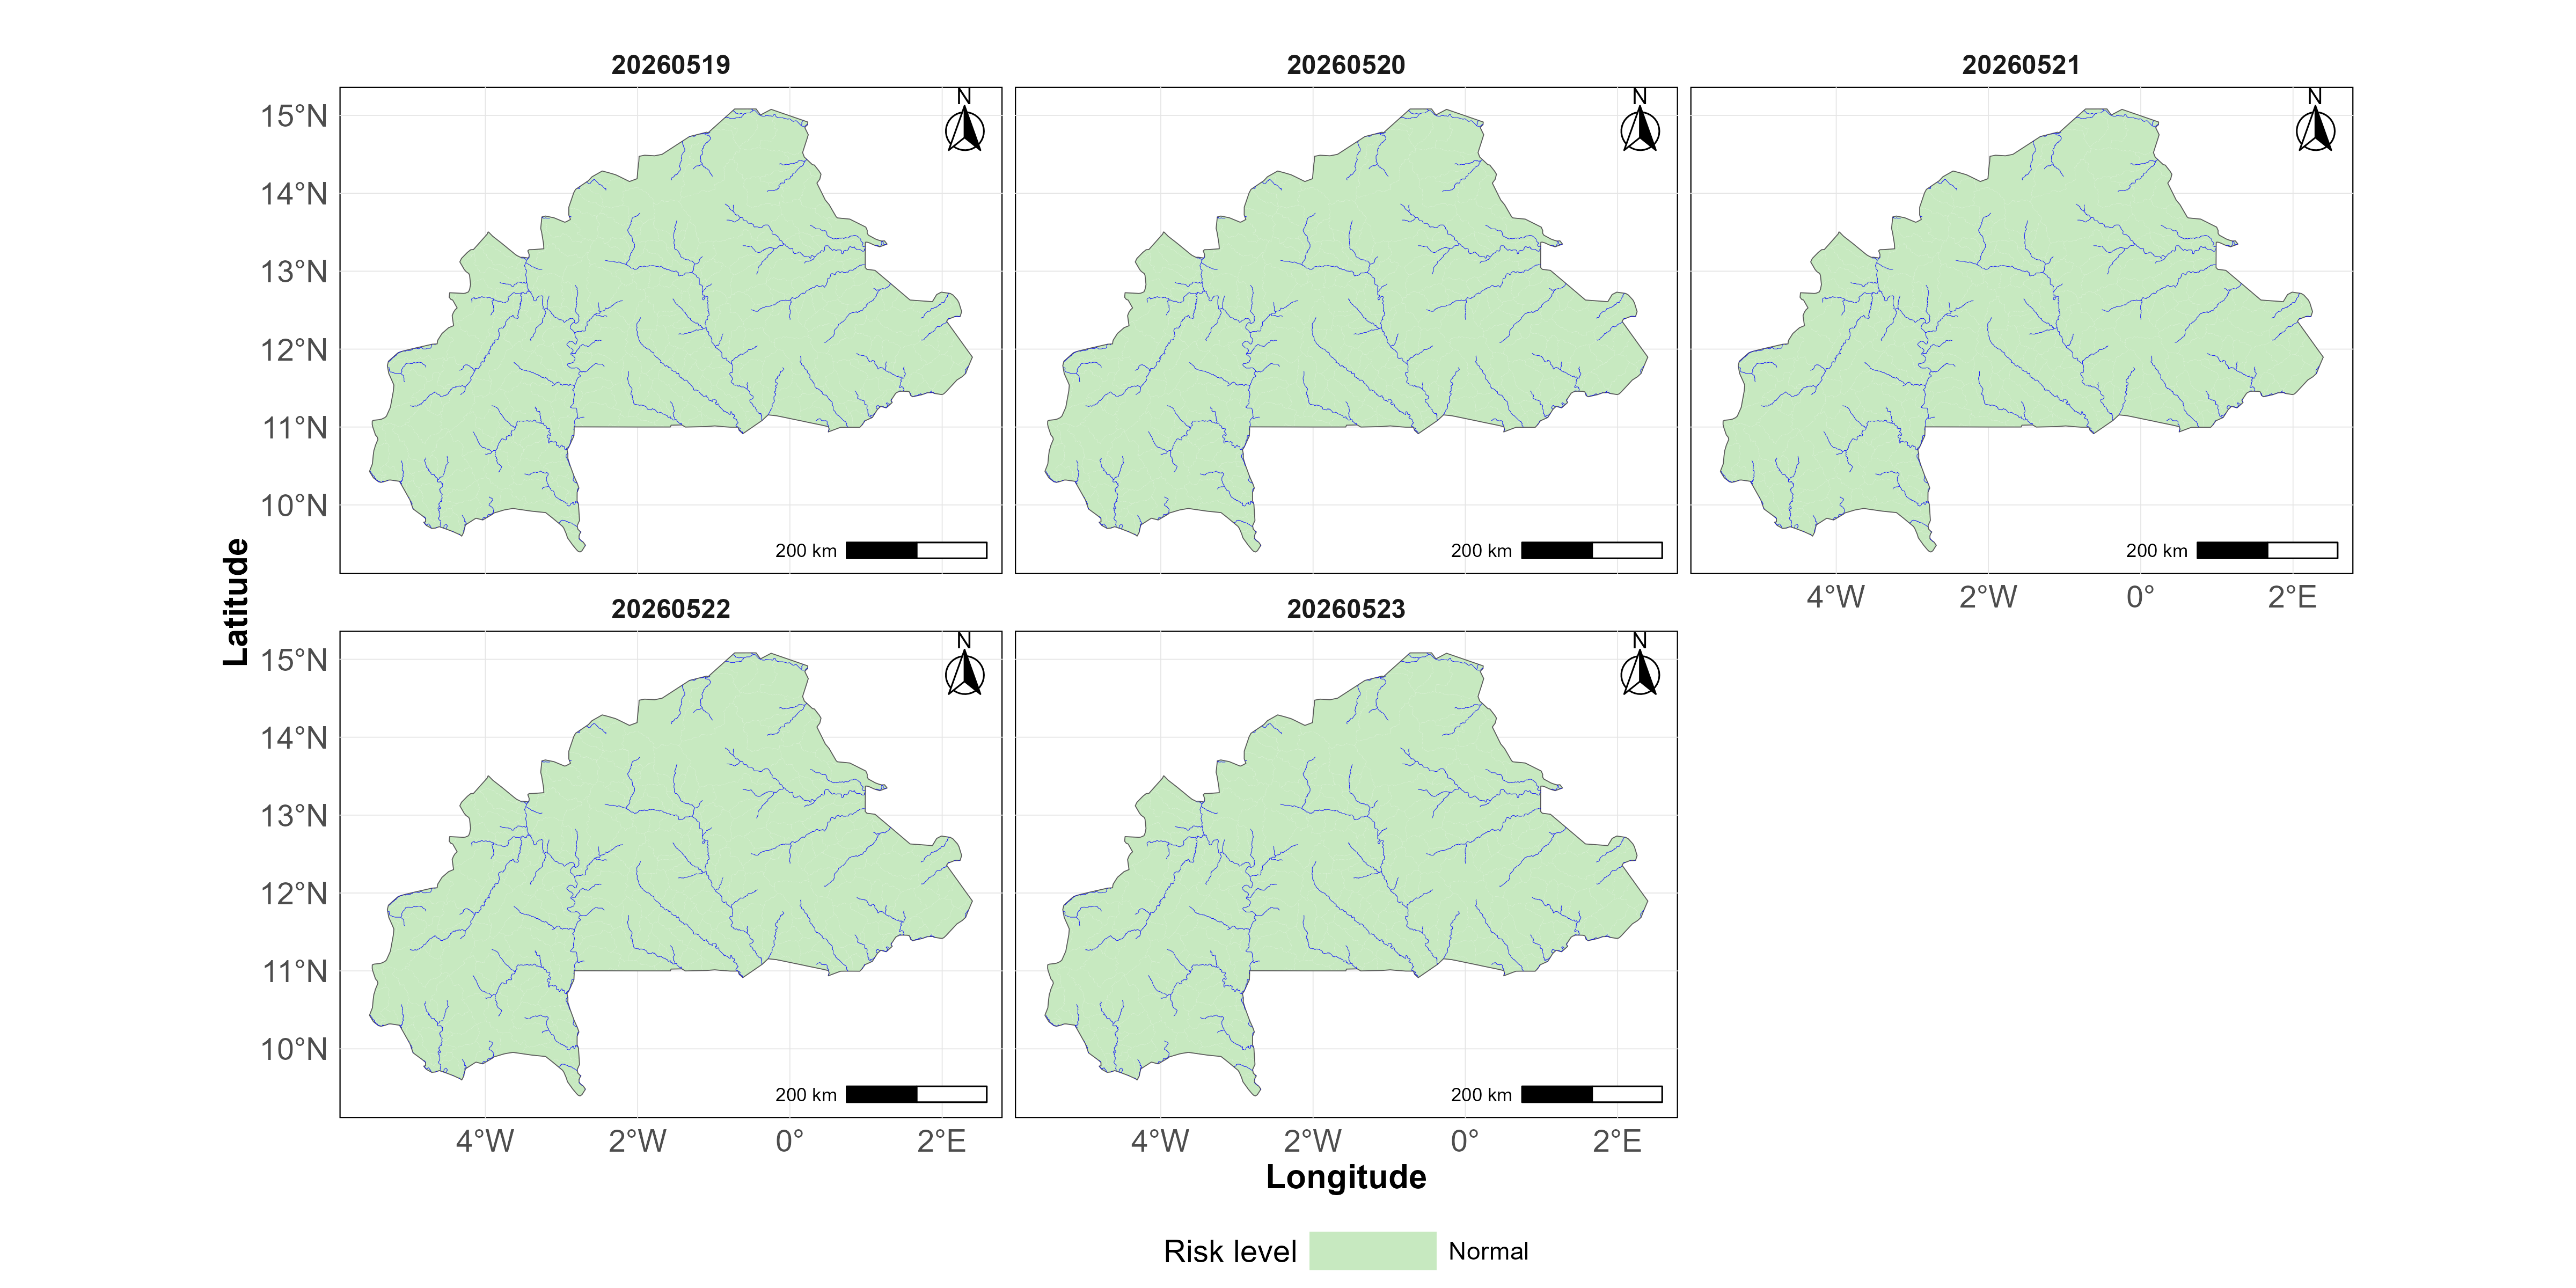 20260519 20260520 20260521
N N N
15°N
14°N
13°N
12°N
11°N
10°N
200 km 200 km 200 km
4°W 2°W 0° 2°E
Latitude
20260522 20260523
N N
15°N
14°N
13°N
12°N
11°N
10°N
200 km 200 km
4°W 2°W 0° 2°E 4°W 2°W 0° 2°E
Longitude
Risk level Normal